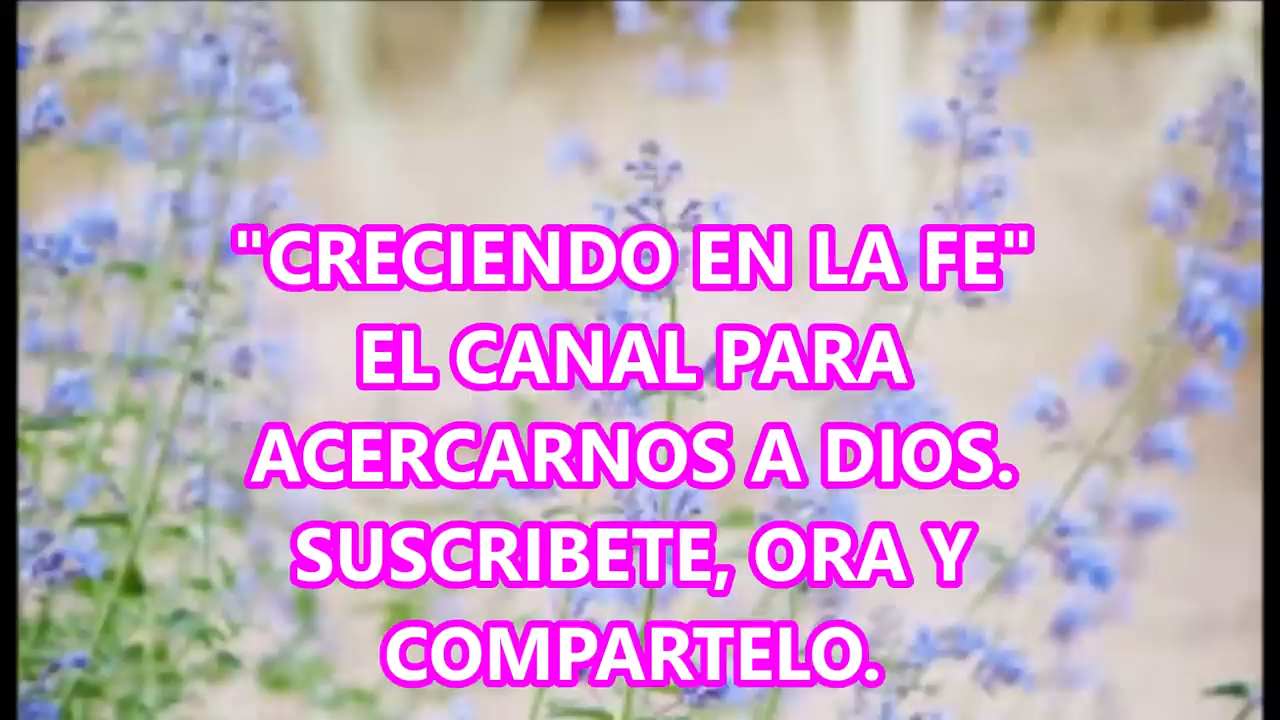 "CRECIENDO EN LA FE"
EL CANAL PARA
ACERCARNOS A DIOS.
SUSCRIBETE, ORA Y
COMPARTELO.